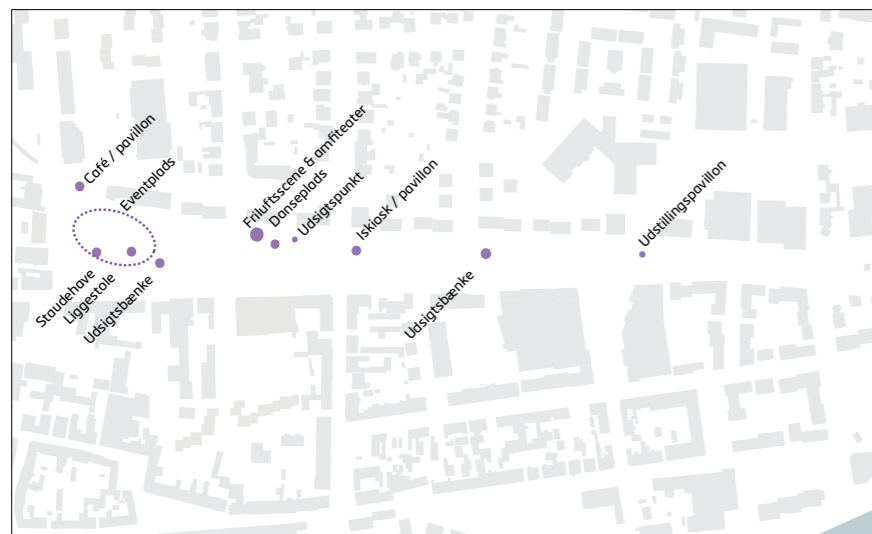 Café / pavillon
Eventplads
Friluftsscene & amfiteater
Danseplads
Udsigtspunkt
Iskiosk / pavillon
Udstillingspavillon
Staudehave
Liggestole
Udsigtsbænke
Udsigtsbænke